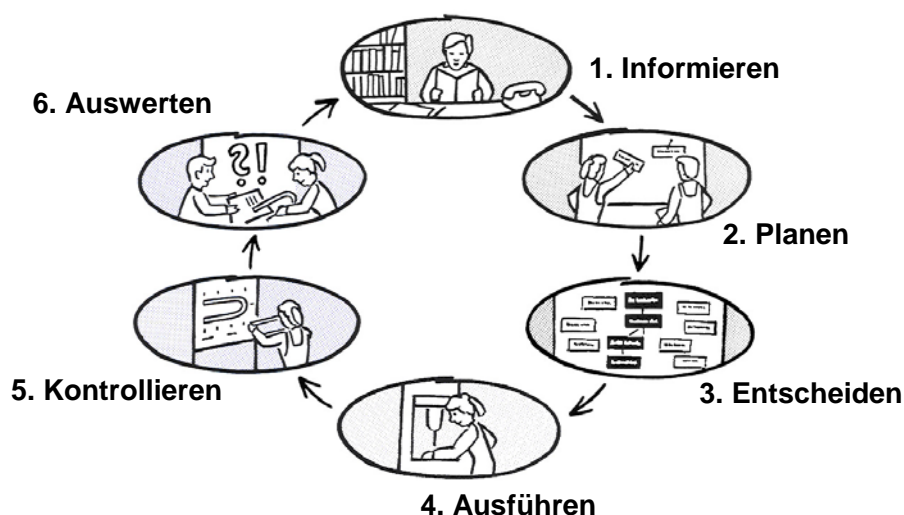 1. Informieren
2. Planen
3. Entscheiden
4. Ausführen
5. Kontrollieren
6. Auswerten
?!